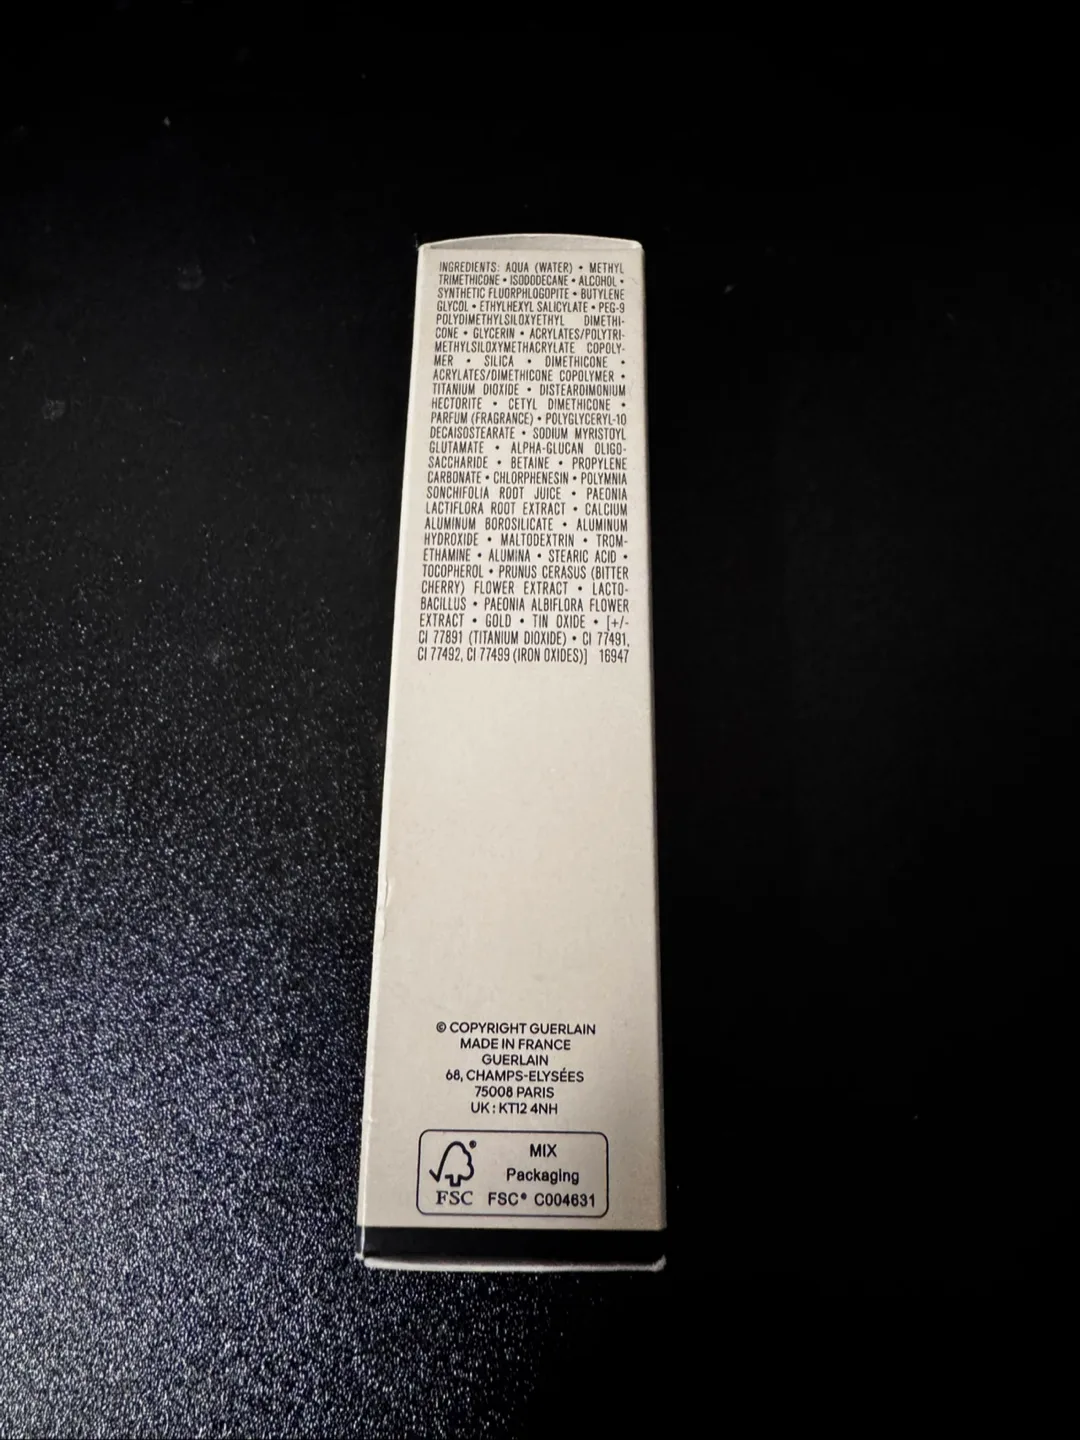 INGREDIENTS: AQUA (WATER) • METHYL
TRIMETHICONE • ISODODECANE • ALCOHOL •
SYNTHETIC FLUORPHLOGOPITE • BUTYLENE
GLYCOL • ETHYLHEXYL SALICYLATE • PEG-9
POLYDIMETHYLSILOXYETHYL DIMETHI-
CONE • GLYCERIN • ACRYLATES/POLYTRI-
METHYLSILOXYMETHACRYLATE COPOLY-
MER • SILICA • DIMETHICONE •
ACRYLATES/DIMETHICONE COPOLYMER •
TITANIUM DIOXIDE • DISTEARDIMONIUM
HECTORITE • CETYL DIMETHICONE •
PARFUM (FRAGRANCE) • POLYGLYCERYL-10
DECAISOSTEARATE • SODIUM MYRISTOYL
GLUTAMATE • ALPHA-GLUCAN OLIGO-
SACCHARIDE • BETAINE • PROPYLENE
CARBONATE • CHLORPHENESIN • POLYMNIA
SONCHIFOLIA ROOT JUICE • PAEONIA
LACTIFLORA ROOT EXTRACT • CALCIUM
ALUMINUM BOROSILICATE • ALUMINUM
HYDROXIDE • MALTODEXTRIN • TROM-
ETHAMINE • ALUMINA • STEARIC ACID •
TOCOPHEROL • PRUNUS CERASUS (BITTER
CHERRY) FLOWER EXTRACT • LACTO-
BACILLUS • PAEONIA ALBIFLORA FLOWER
EXTRACT • GOLD • TIN OXIDE • [+/-
CI 77891 (TITANIUM DIOXIDE) • CI 77491,
CI 77492, CI 77499 (IRON OXIDES)] 16947
© COPYRIGHT GUERLAIN
MADE IN FRANCE
GUERLAIN
68, CHAMPS-ELYSÉES
75008 PARIS
UK : KT12 4NH
MIX
Packaging
FSC® C004631
FSC